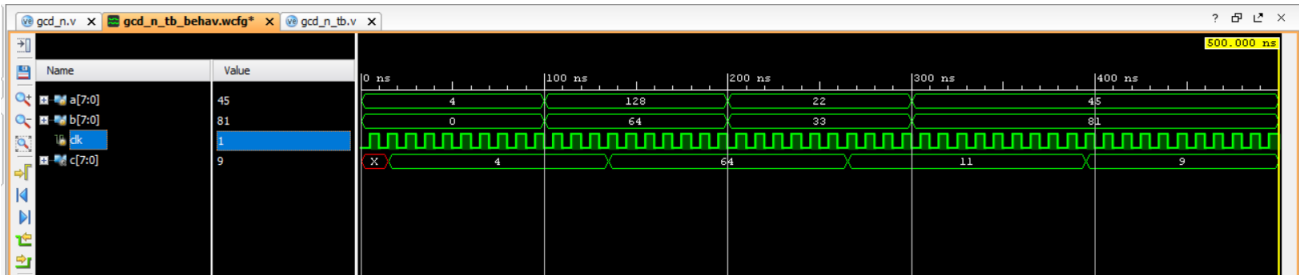 gcd_n.v x gcd_n_tb_behav.wcfg* x gcd_n_tb.v x ?
500.000 ns
Name Value
0 ns 100 ns 200 ns 300 ns 400 ns
a[7:0] 45 4 128 22 45
b[7:0] 81 0 64 33 81
clk 1
c[7:0] 9 X 4 64 11 9